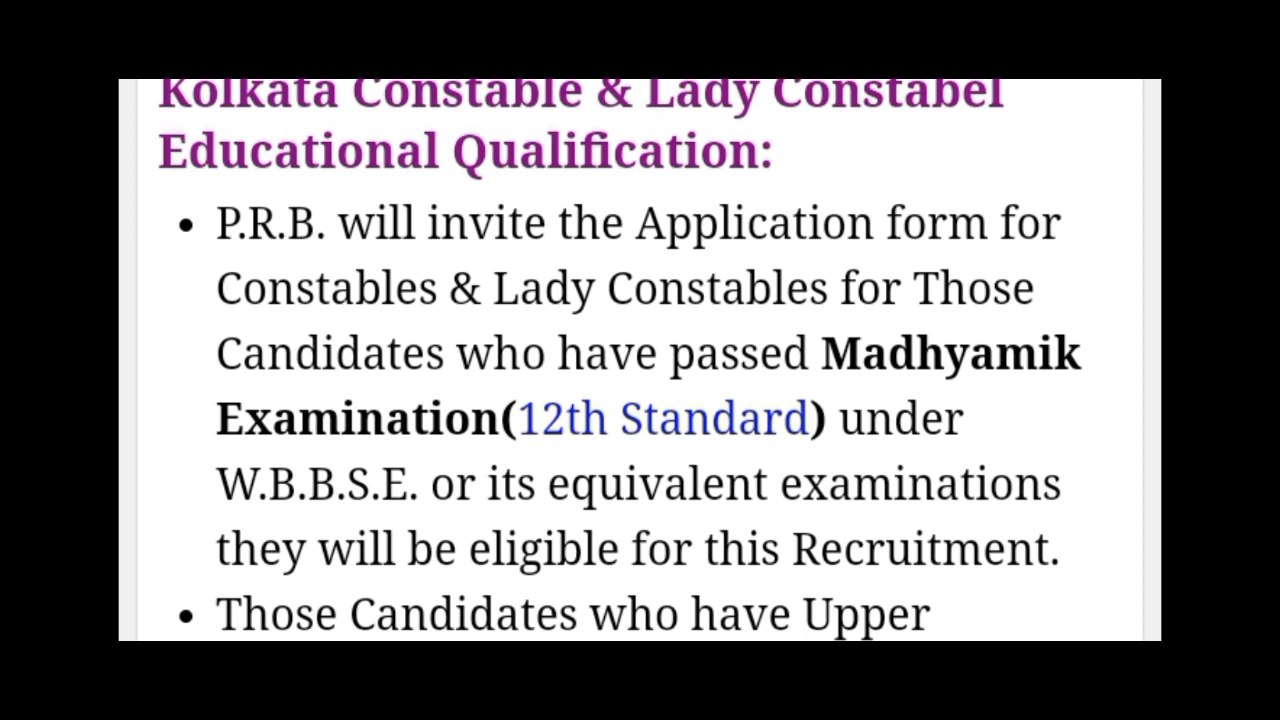 Kolkata Constable & Lady Constabel
Educational Qualification:
• P.R.B. will invite the Application form for
Constables & Lady Constables for Those
Candidates who have passed Madhyamik
Examination(12th Standard) under
W.B.B.S.E. or its equivalent examinations
they will be eligible for this Recruitment.
• Those Candidates who have Upper